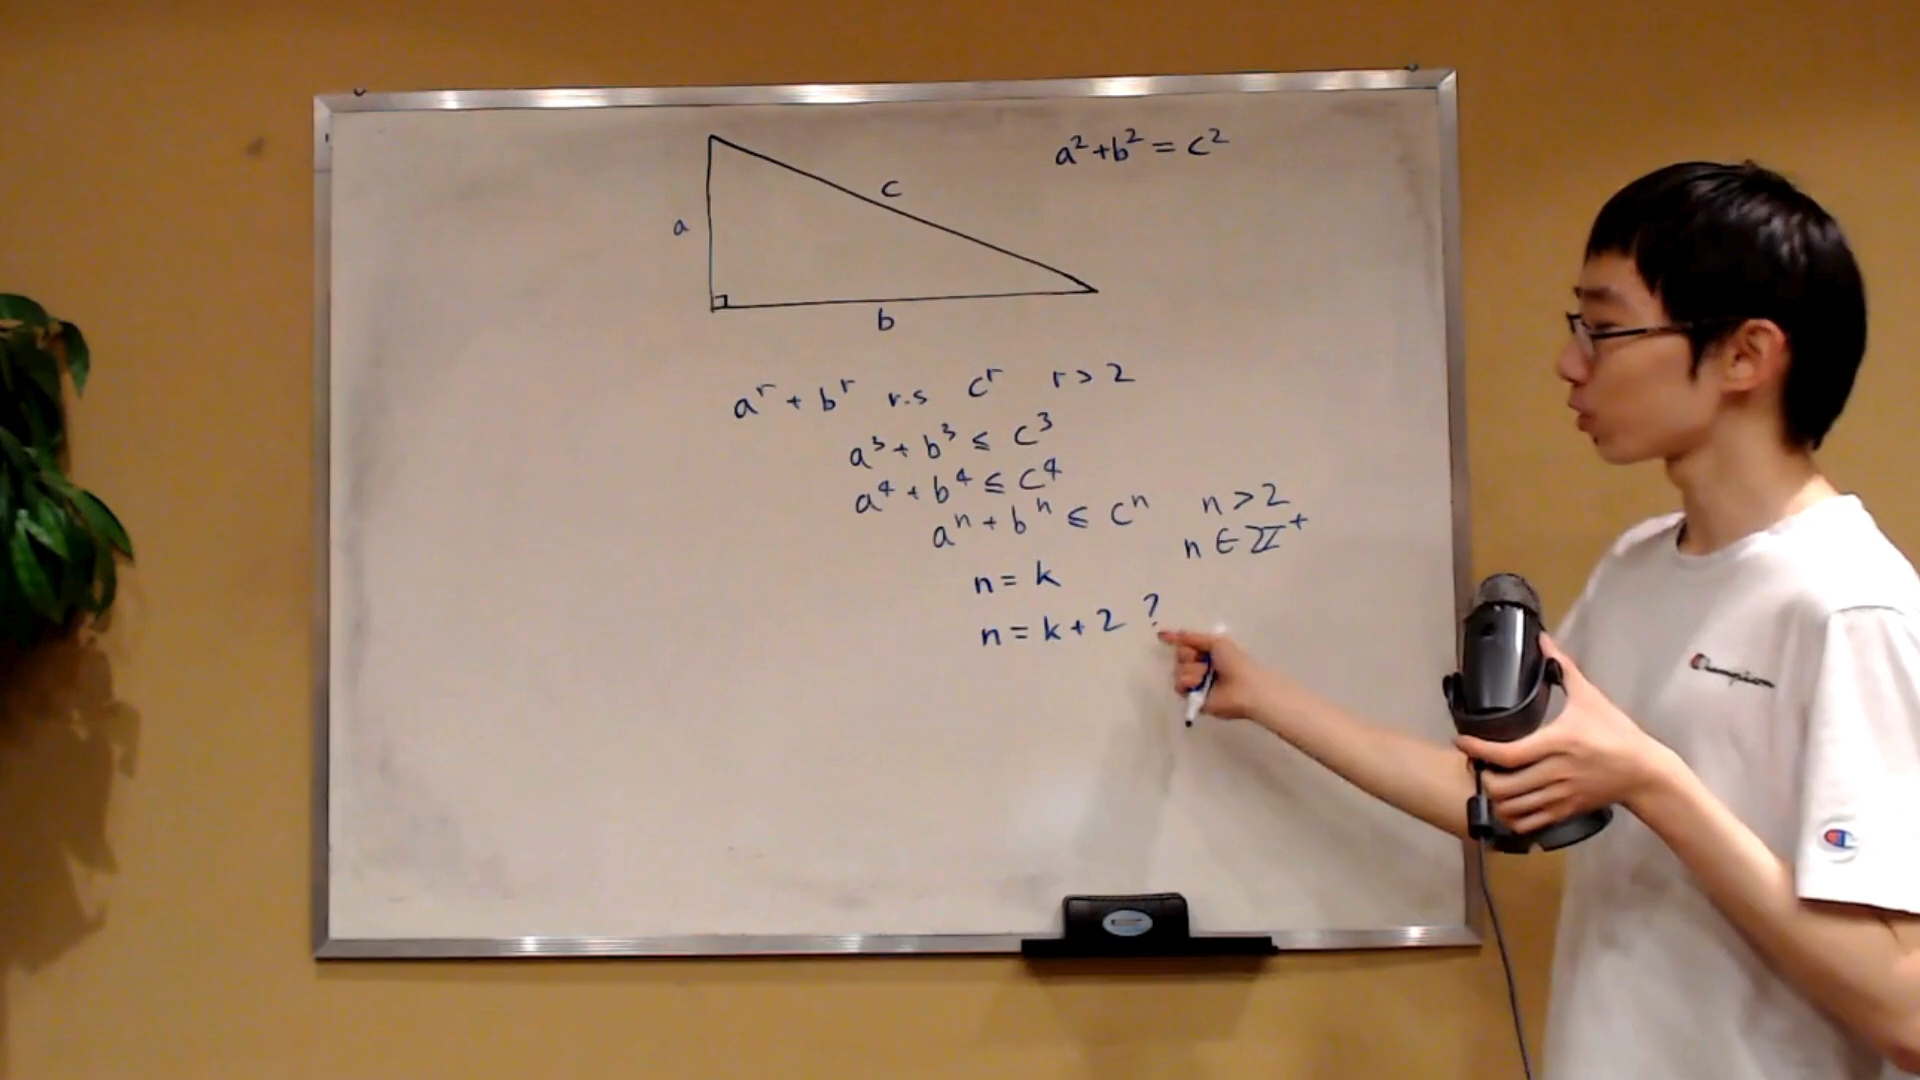 a² + b² = c²
c
a
b
aʳ + bʳ r.s cʳ r > 2
a³ + b³ ≤ c³
a⁴ + b⁴ ≤ c⁴
aⁿ + bⁿ ≤ cⁿ n > 2
n ∈ ℤ⁺
n = k
n = k + 2 ?
Champion